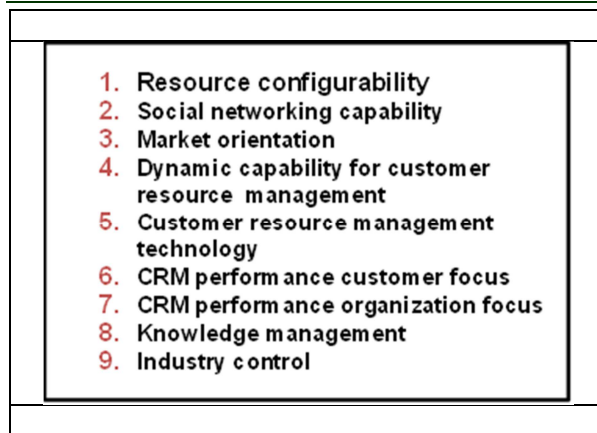 1. Resource configurability
2. Social networking capability
3. Market orientation
4. Dynamic capability for customer
resource management
5. Customer resource management
technology
6. CRM performance customer focus
7. CRM performance organization focus
8. Knowledge management
9. Industry control